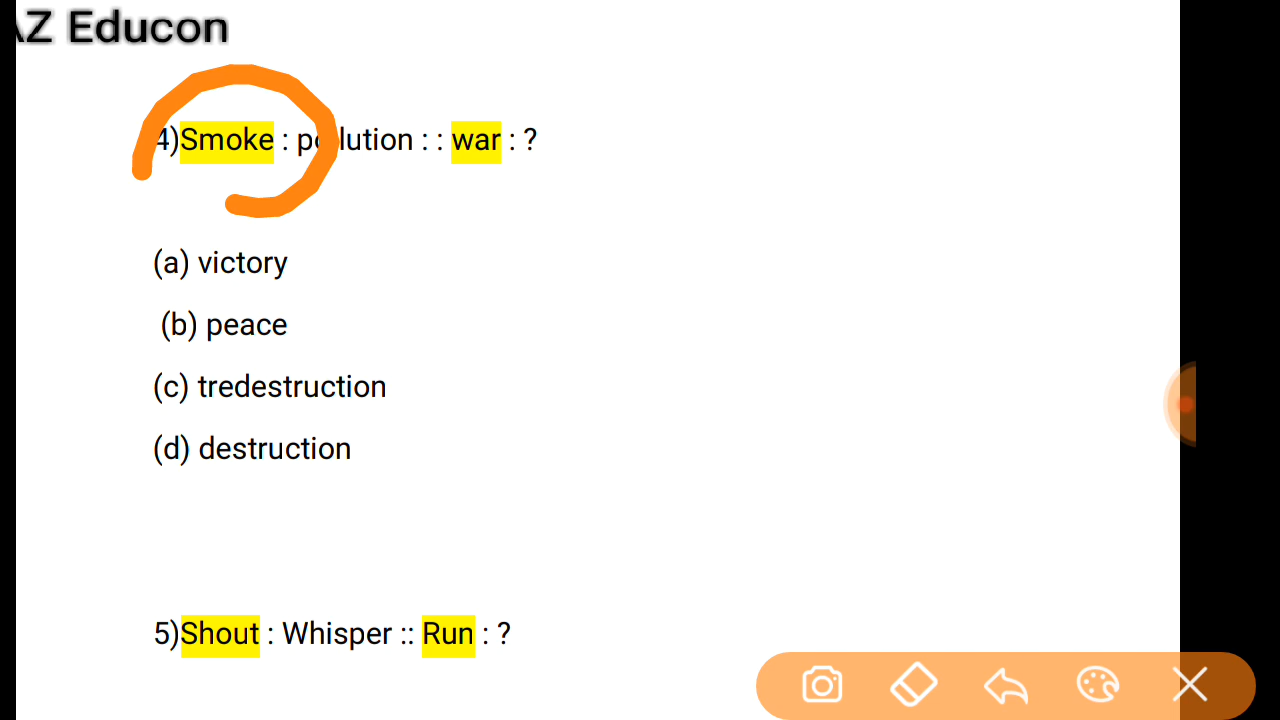 Z Educon
4)Smoke : pollution : : war : ?
(a) victory
(b) peace
(c) tredestruction
(d) destruction
5)Shout : Whisper :: Run : ?